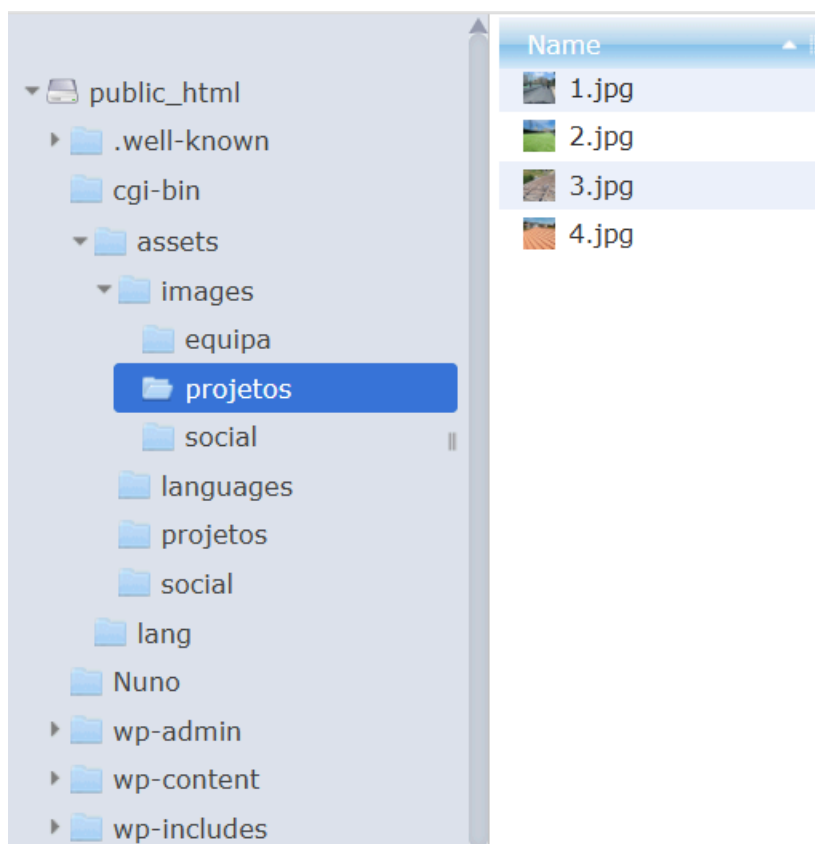 public_html
.well-known
cgi-bin
assets
images
equipa
projetos
social
languages
projetos
social
lang
Nuno
wp-admin
wp-content
wp-includes
Name
1.jpg
2.jpg
3.jpg
4.jpg